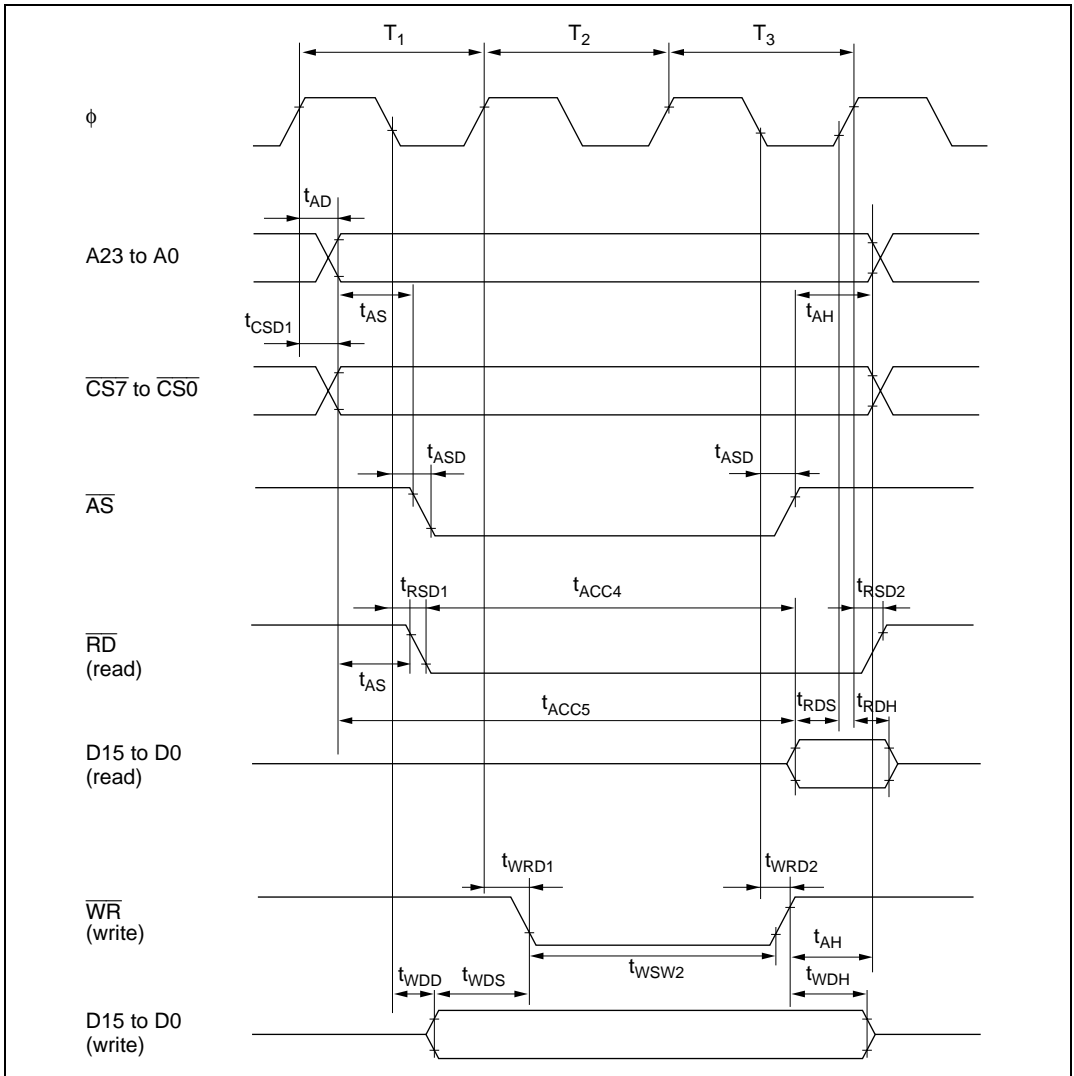 T1 T2 T3
φ
tAD
A23 to A0
tAS tAH
tCSD1
CS7 to CS0
tASD tASD
AS
tRSD1 tACC4 tRSD2
RD
(read)
tAS
tACC5 tRDS tRDH
D15 to D0
(read)
tWRD1 tWRD2
WR
(write)
tAH
tWSW2
tWDD tWDS tWDH
D15 to D0
(write)